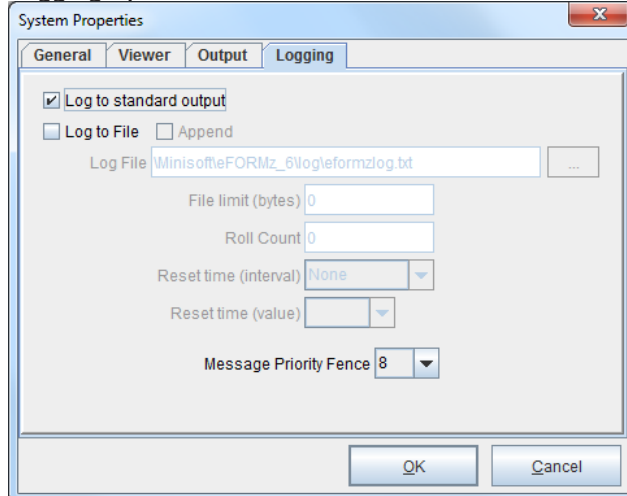 System Properties
X
General Viewer Output Logging
Log to standard output
Log to File Append
Log File \Minisoft\eFORMz_6\log\eformzlog.txt ...
File limit (bytes) 0
Roll Count 0
Reset time (interval) None
Reset time (value)
Message Priority Fence 8
OK Cancel